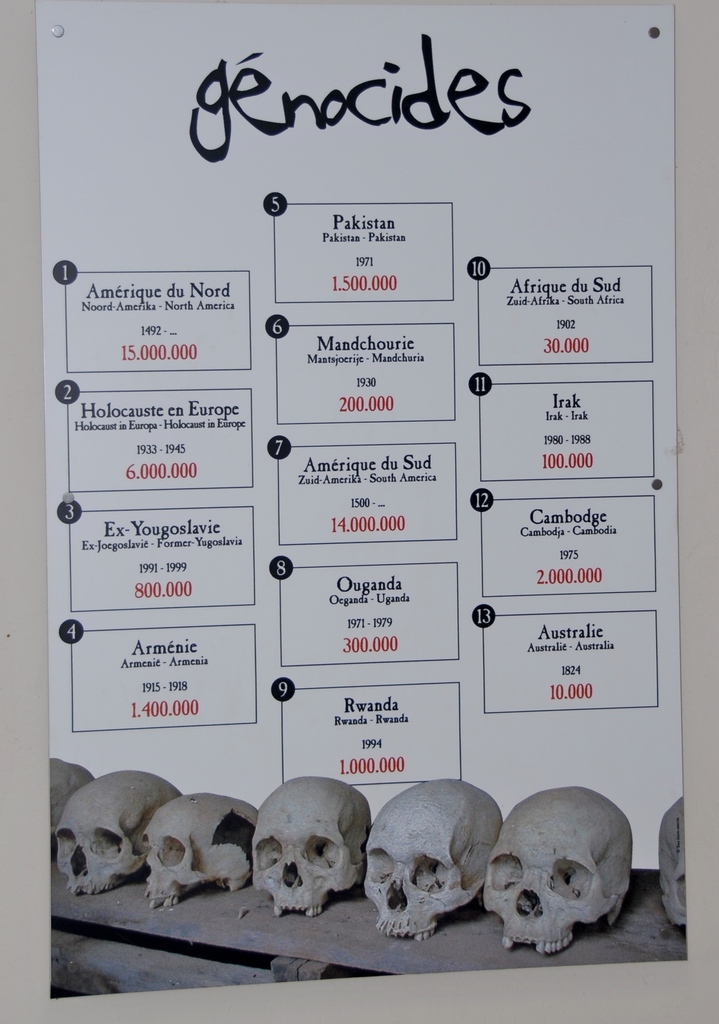 génocides
1
Amérique du Nord
Noord-Amerika - North America
1492 - ...
15.000.000
2
Holocauste en Europe
Holocaust in Europa - Holocaust in Europe
1933 - 1945
6.000.000
3
Ex-Yougoslavie
Ex-Joegoslavië - Former-Yugoslavia
1991 - 1999
800.000
4
Arménie
Armenië - Armenia
1915 - 1918
1.400.000
5
Pakistan
Pakistan - Pakistan
1971
1.500.000
6
Mandchourie
Mantsjoerije - Mandchuria
1930
200.000
7
Amérique du Sud
Zuid-Amerika - South America
1500 - ...
14.000.000
8
Ouganda
Oeganda - Uganda
1971 - 1979
300.000
9
Rwanda
Rwanda - Rwanda
1994
1.000.000
10
Afrique du Sud
Zuid-Afrika - South Africa
1902
30.000
11
Irak
Irak - Irak
1980 - 1988
100.000
12
Cambodge
Cambodja - Cambodia
1975
2.000.000
13
Australie
Australië - Australia
1824
10.000